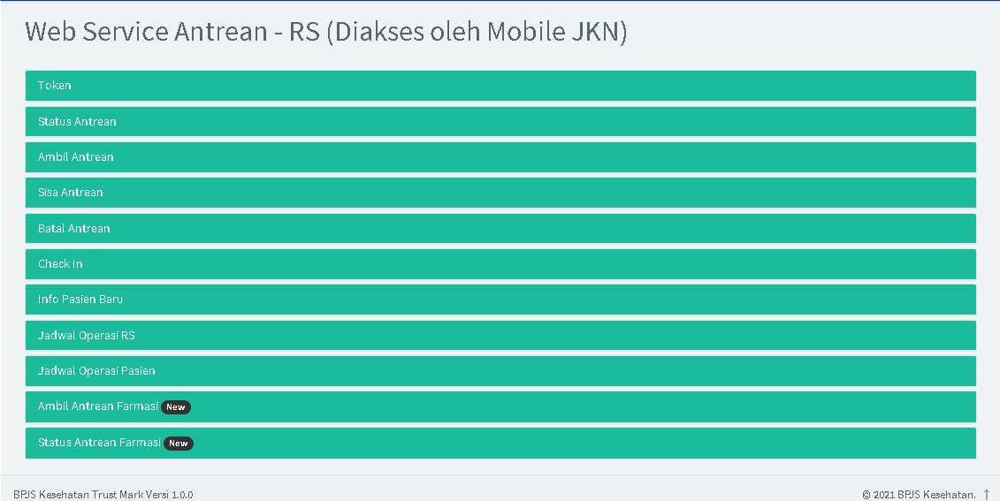 Web Service Antrean - RS (Diakses oleh Mobile JKN)
Token
Status Antrean
Ambil Antrean
Sisa Antrean
Batal Antrean
Check In
Info Pasien Baru
Jadwal Operasi RS
Jadwal Operasi Pasien
Ambil Antrean Farmasi New
Status Antrean Farmasi New
BPJS Kesehatan Trust Mark Versi 1.0.0 © 2021 BPJS Kesehatan. ↑